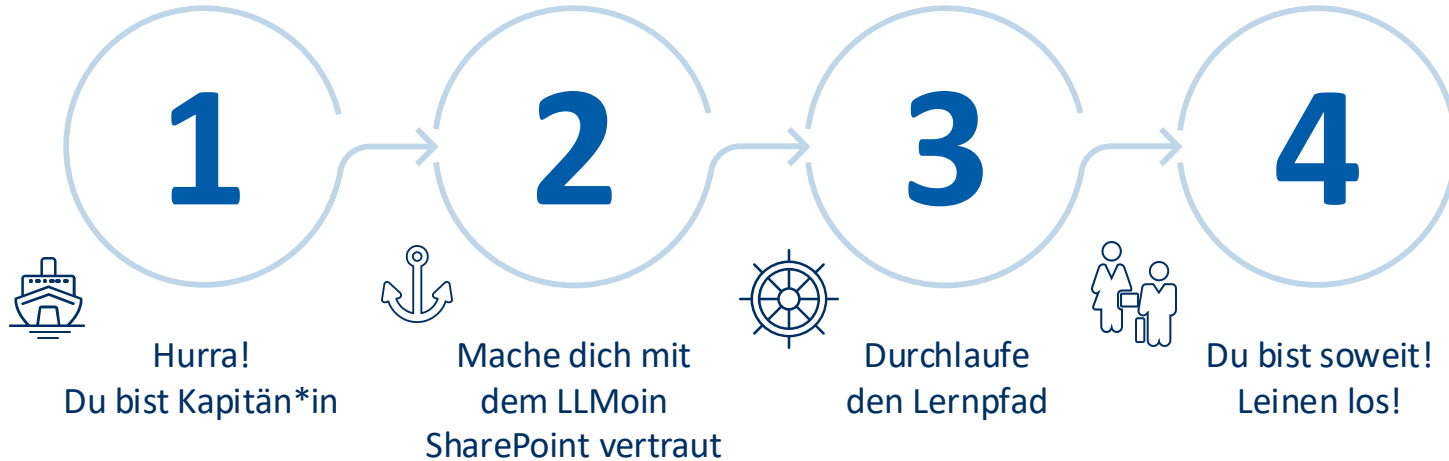 1
2
3
4
Hurra!
Du bist Kapitän*in
Mache dich mit
dem LLMoin
SharePoint vertraut
Durchlaufe
den Lernpfad
Du bist soweit!
Leinen los!